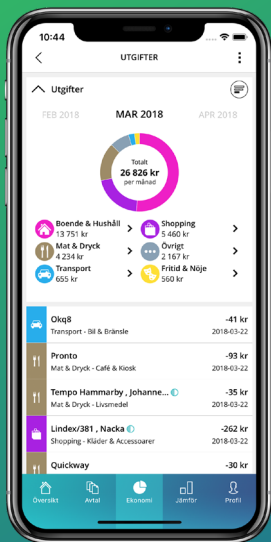 10:44
UTGIFTER
Utgifter
FEB 2018 MAR 2018 APR 2018
Totalt
26 826 kr
per månad
Boende & Hushåll
13 751 kr
Shopping
5 460 kr
Mat & Dryck
4 234 kr
Övrigt
2 167 kr
Transport
655 kr
Fritid & Nöje
560 kr
Okq8 -41 kr
Transport - Bil & Bränsle 2018-03-22
Pronto -93 kr
Mat & Dryck - Café & Kiosk 2018-03-22
Tempo Hammarby , Johanne... -35 kr
Mat & Dryck - Livsmedel 2018-03-22
Lindex/381 , Nacka -262 kr
Shopping - Kläder & Accessoarer 2018-03-22
Quickway -30 kr
Översikt Avtal Ekonomi Jämför Profil